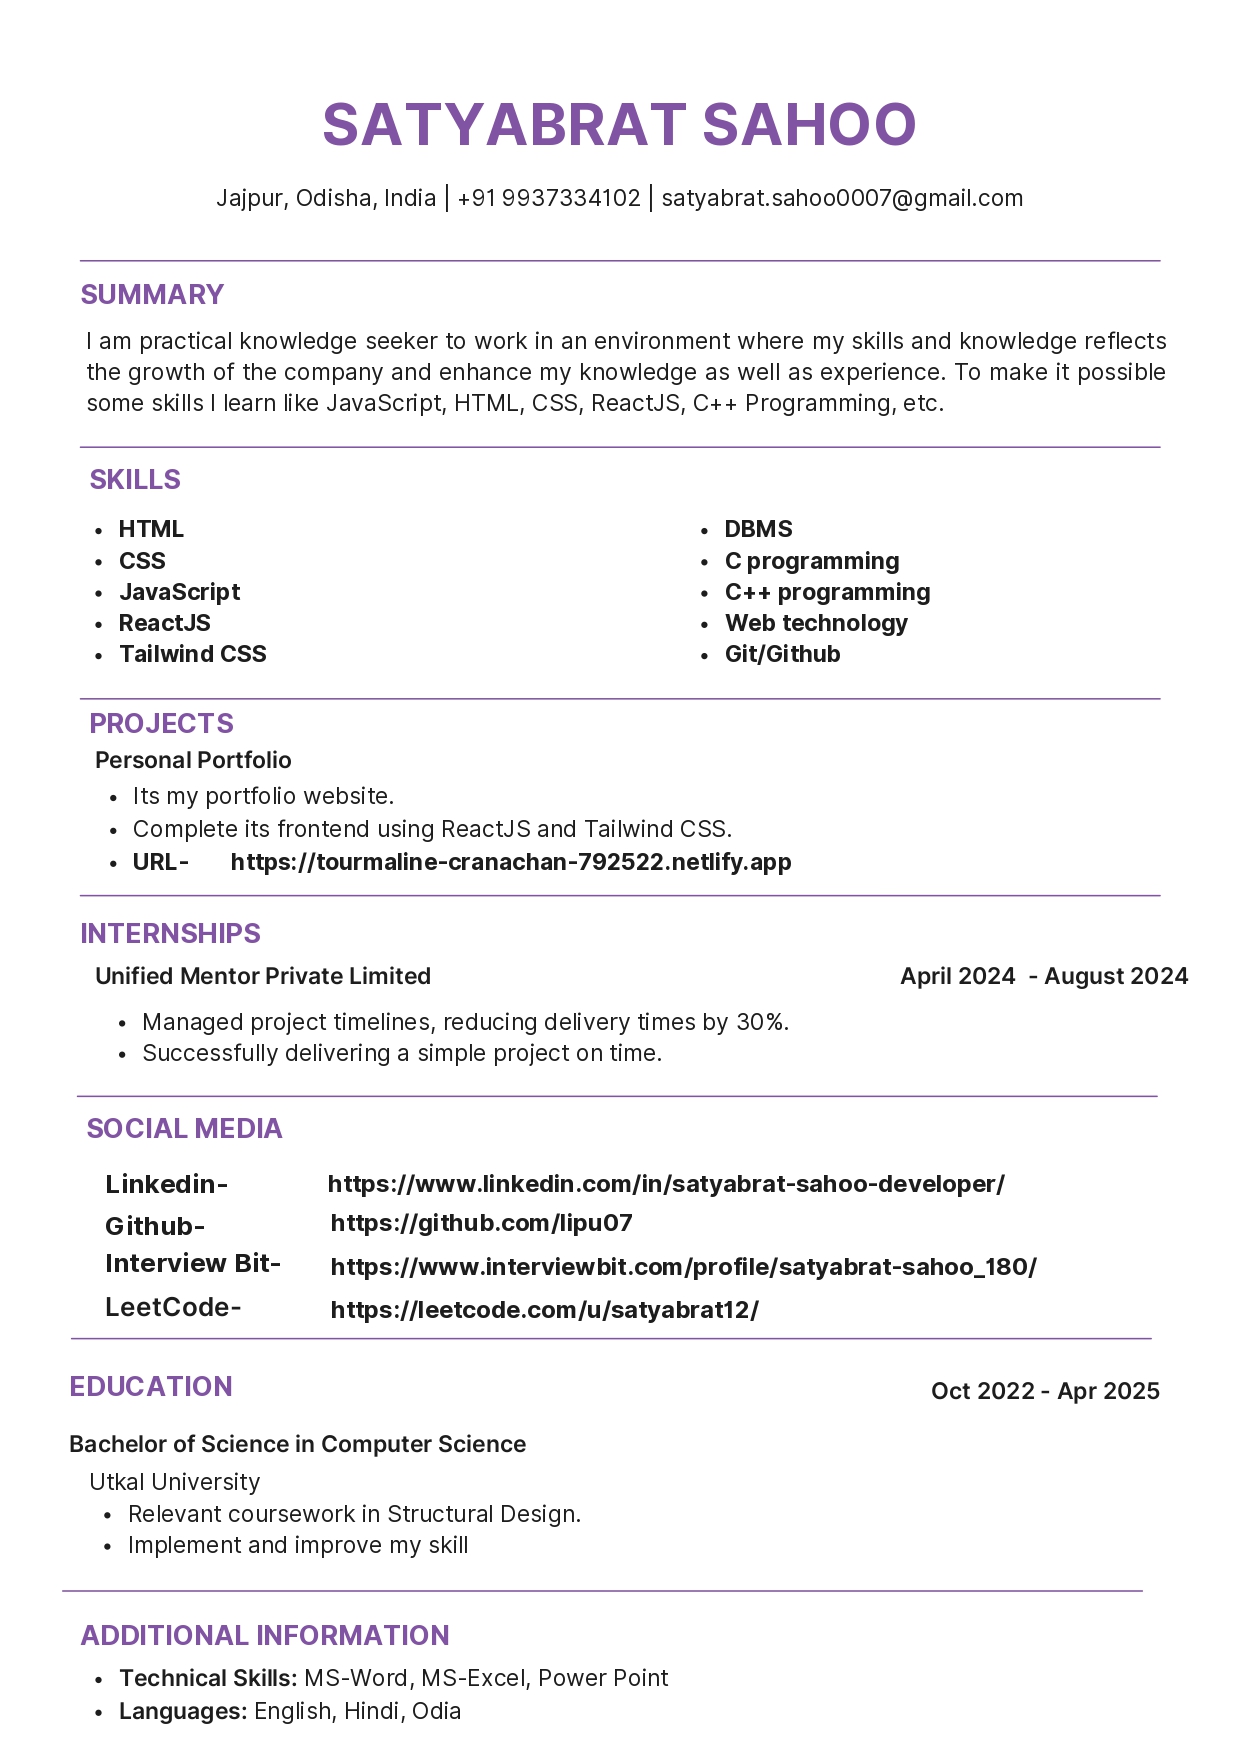 SATYABRAT SAHOO
Jajpur, Odisha, India | +91 9937334102 | satyabrat.sahoo0007@gmail.com
SUMMARY
I am practical knowledge seeker to work in an environment where my skills and knowledge reflects
the growth of the company and enhance my knowledge as well as experience. To make it possible
some skills I learn like JavaScript, HTML, CSS, ReactJS, C++ Programming, etc.
SKILLS
• HTML
• CSS
• JavaScript
• ReactJS
• Tailwind CSS
• DBMS
• C programming
• C++ programming
• Web technology
• Git/Github
PROJECTS
Personal Portfolio
• Its my portfolio website.
• Complete its frontend using ReactJS and Tailwind CSS.
• URL- https://tourmaline-cranachan-792522.netlify.app
INTERNSHIPS
Unified Mentor Private Limited April 2024 - August 2024
• Managed project timelines, reducing delivery times by 30%.
• Successfully delivering a simple project on time.
SOCIAL MEDIA
Linkedin- https://www.linkedin.com/in/satyabrat-sahoo-developer/
Github- https://github.com/lipu07
Interview Bit- https://www.interviewbit.com/profile/satyabrat-sahoo_180/
LeetCode- https://leetcode.com/u/satyabrat12/
EDUCATION Oct 2022 - Apr 2025
Bachelor of Science in Computer Science
Utkal University
• Relevant coursework in Structural Design.
• Implement and improve my skill
ADDITIONAL INFORMATION
• Technical Skills: MS-Word, MS-Excel, Power Point
• Languages: English, Hindi, Odia